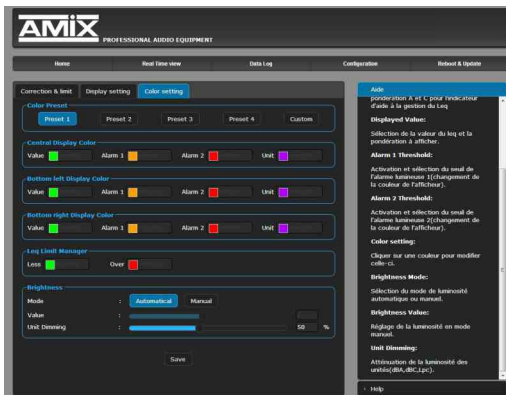 AMiX
PROFESSIONAL AUDIO EQUIPMENT
Home Real Time view Data Log Configuration Reboot & Update
Correction & limit Display setting Color setting
Color Preset
Preset 1 Preset 2 Preset 3 Preset 4 Custom
Central Display Color
Value Alarm 1 Alarm 2 Unit
Bottom left Display Color
Value Alarm 1 Alarm 2 Unit
Bottom right Display Color
Value Alarm 1 Alarm 2 Unit
Leq Limit Manager
Less Over
Brightness
Mode : Automatical Manual
Value :
Unit Dimming : 50 %
Save
Aide
pondération A et C pour l'indicateur
d'aide à la gestion du Leq
Displayed Value:
Sélection de la valeur du leq et la
pondération à afficher.
Alarm 1 Threshold:
Activation et sélection du seuil de
l'alarme lumineuse 1(changement de
la couleur de l'afficheur).
Alarm 2 Threshold:
Activation et sélection du seuil de
l'alarme lumineuse 2(changement de
la couleur de l'afficheur).
Color setting:
Cliquer sur une couleur pour modifier
celle-ci.
Brightness Mode:
Sélection du mode de luminosité
automatique ou manuel.
Brightness Value:
Réglage de la luminosité en mode
manuel.
Unit Dimming:
Atténuation de la luminosité des
unités(dBA,dBC,Lpc).
Help